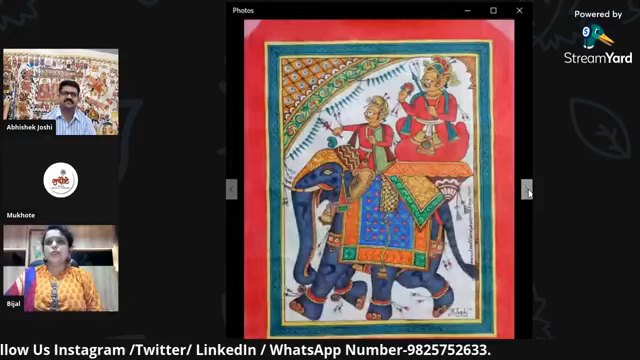 Photos
Powered by
StreamYard
Abhishek Joshi
मुखौटे
Mukhote
Bijal
llow Us Instagram /Twitter/ LinkedIn / WhatsApp Number-9825752633.